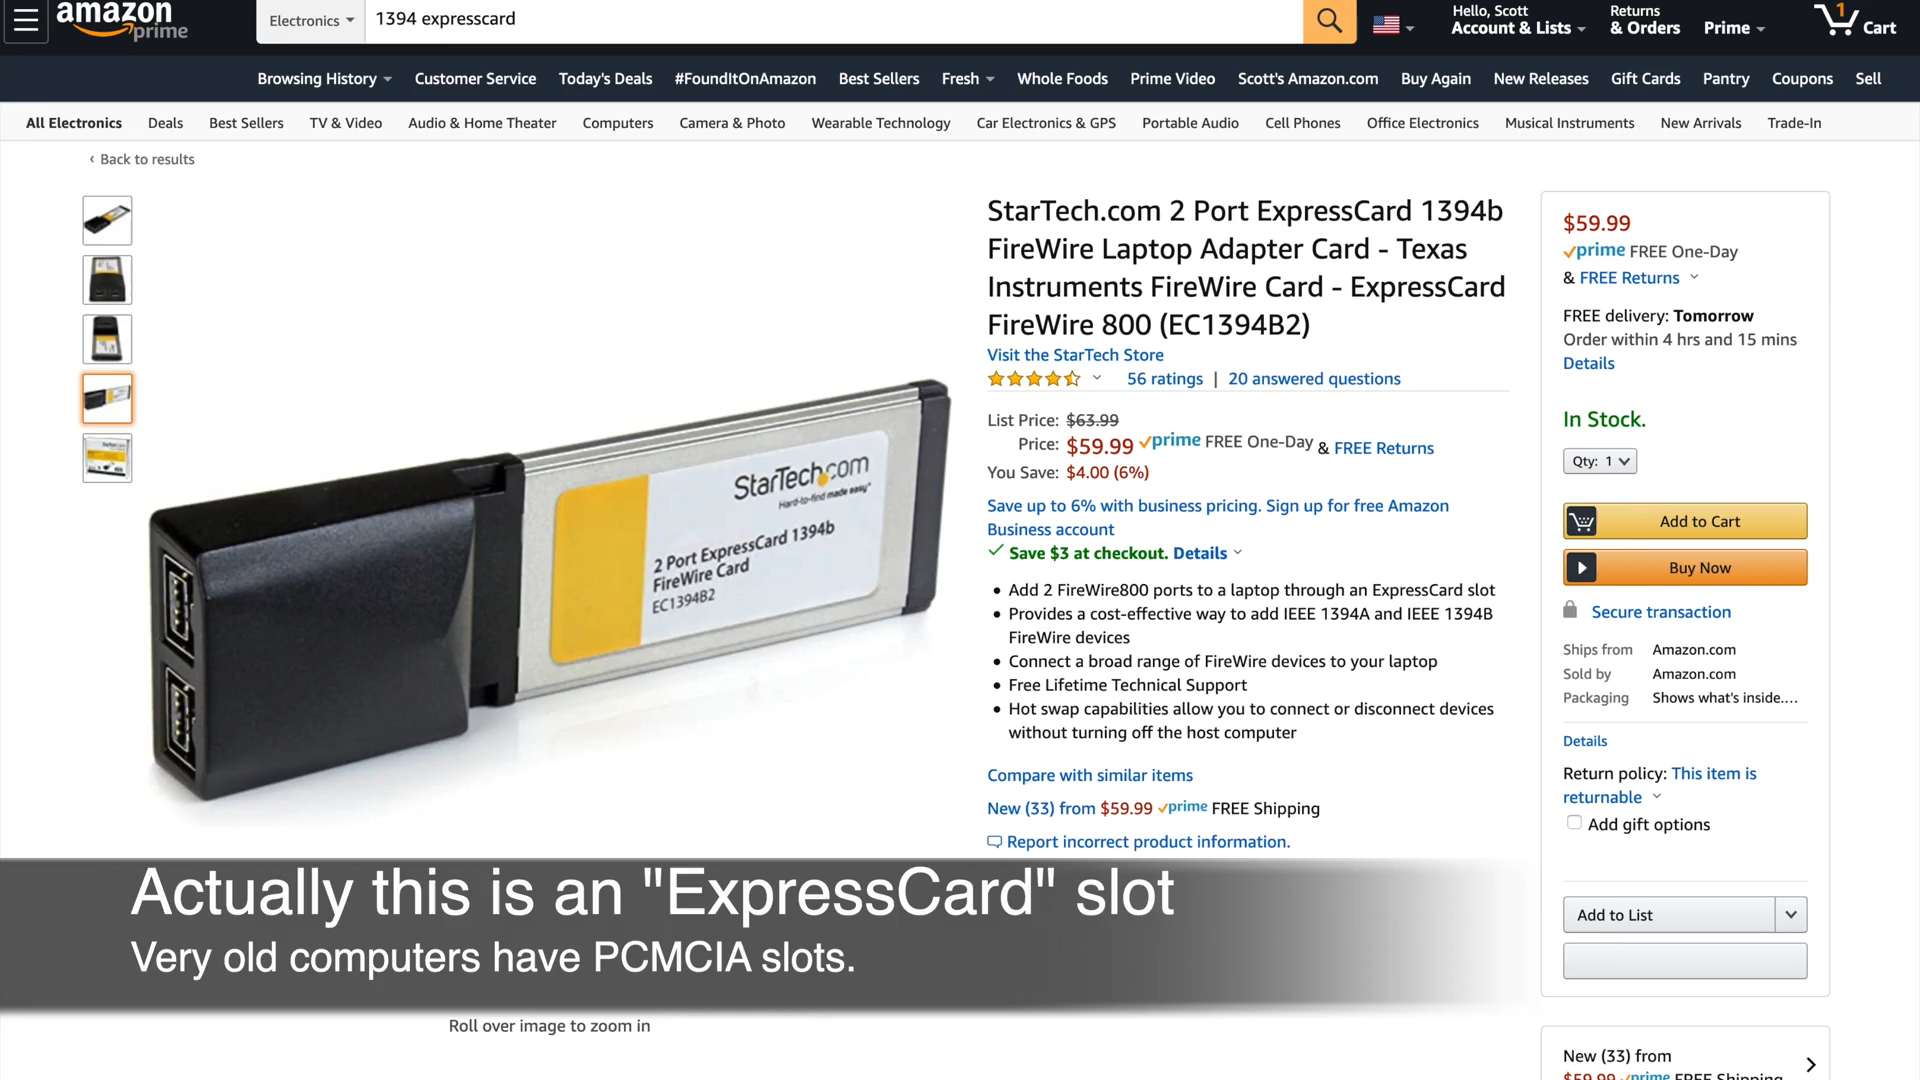 amazon
prime
Electronics
1394 expresscard
Hello, Scott
Account & Lists
Returns
& Orders
Prime
1
Cart
Browsing History
Customer Service
Today's Deals
#FoundItOnAmazon
Best Sellers
Fresh
Whole Foods
Prime Video
Scott's Amazon.com
Buy Again
New Releases
Gift Cards
Pantry
Coupons
Sell
All Electronics
Deals
Best Sellers
TV & Video
Audio & Home Theater
Computers
Camera & Photo
Wearable Technology
Car Electronics & GPS
Portable Audio
Cell Phones
Office Electronics
Musical Instruments
New Arrivals
Trade-In
‹ Back to results
StarTech.com
Hard-to-find made easy
2 Port ExpressCard 1394b
FireWire Card
EC1394B2
StarTech.com 2 Port ExpressCard 1394b
FireWire Laptop Adapter Card - Texas
Instruments FireWire Card - ExpressCard
FireWire 800 (EC1394B2)
Visit the StarTech Store
56 ratings | 20 answered questions
List Price: $63.99
Price: $59.99 prime FREE One-Day & FREE Returns
You Save: $4.00 (6%)
Save up to 6% with business pricing. Sign up for free Amazon
Business account
Save $3 at checkout. Details
• Add 2 FireWire800 ports to a laptop through an ExpressCard slot
• Provides a cost-effective way to add IEEE 1394A and IEEE 1394B
FireWire devices
• Connect a broad range of FireWire devices to your laptop
• Free Lifetime Technical Support
• Hot swap capabilities allow you to connect or disconnect devices
without turning off the host computer
Compare with similar items
New (33) from $59.99 prime FREE Shipping
Report incorrect product information.
$59.99
prime FREE One-Day
& FREE Returns
FREE delivery: Tomorrow
Order within 4 hrs and 15 mins
Details
In Stock.
Qty: 1
Add to Cart
Buy Now
Secure transaction
Ships from Amazon.com
Sold by Amazon.com
Packaging Shows what's inside....
Details
Return policy: This item is
returnable
Add gift options
Add to List
Actually this is an "ExpressCard" slot
Very old computers have PCMCIA slots.
Roll over image to zoom in
New (33) from
$59.99 prime FREE Shipping